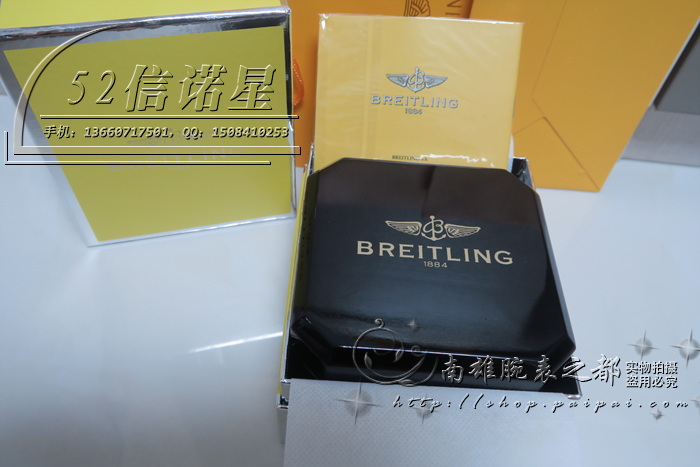 52信诺星
手机：13660717501，QQ：1508410253
BREITLING
1884
BREITLING
1884
南雄腕表之都
实物拍摄
盗用必究
http://shop.paipai.com/